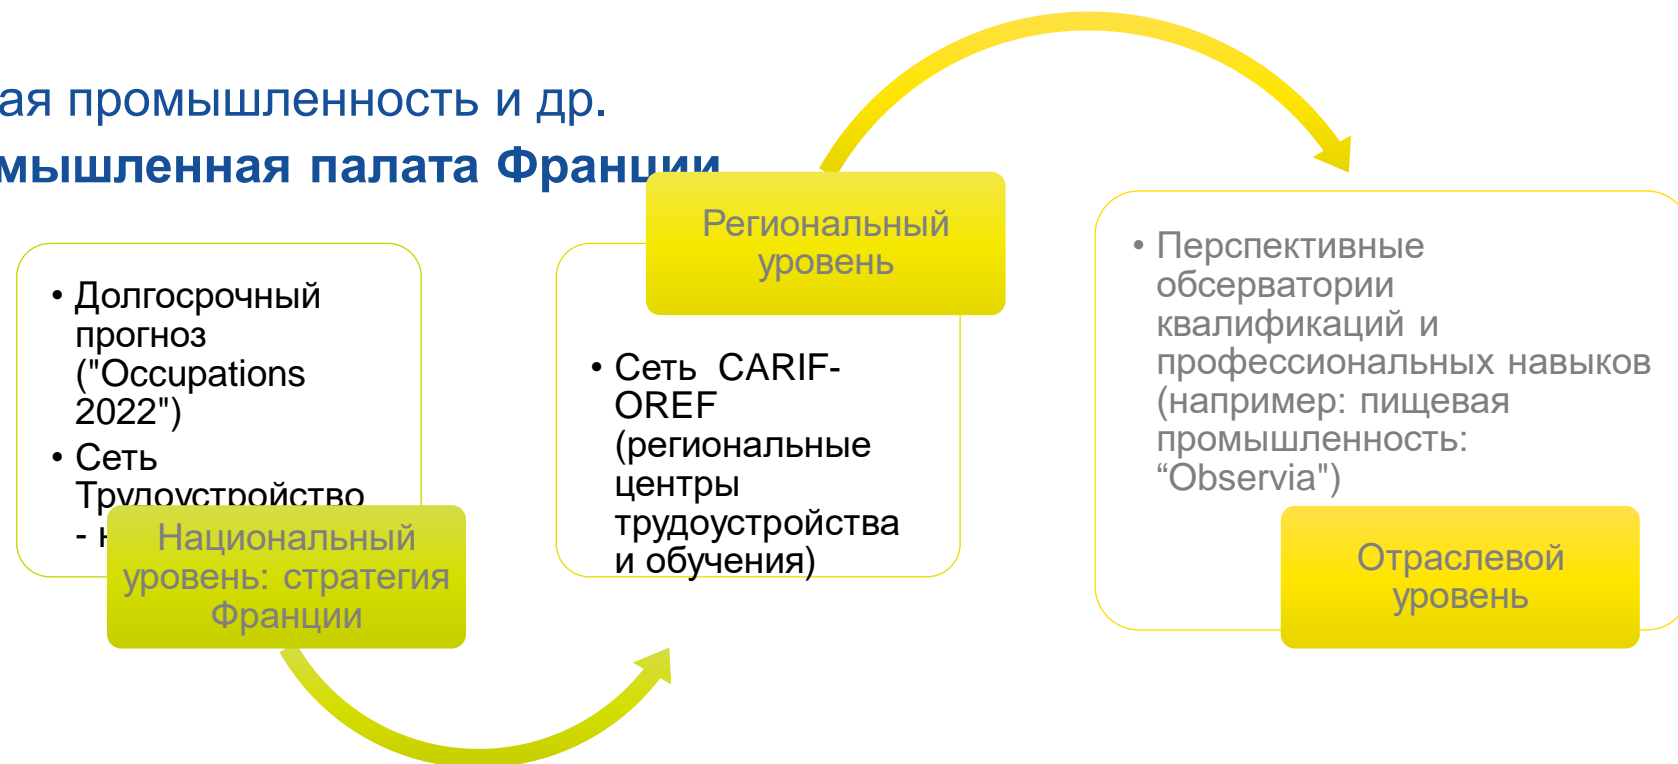 ая промышленность и др.
мышленная палата Франции
• Долгосрочный
прогноз
("Occupations
2022")
• Сеть
Трудоустройство
-
Национальный
уровень: стратегия
Франции
Региональный
уровень
• Сеть CARIF-
OREF
(региональные
центры
трудоустройства
и обучения)
• Перспективные
обсерватории
квалификаций и
профессиональных навыков
(например: пищевая
промышленность:
“Observia")
Отраслевой
уровень